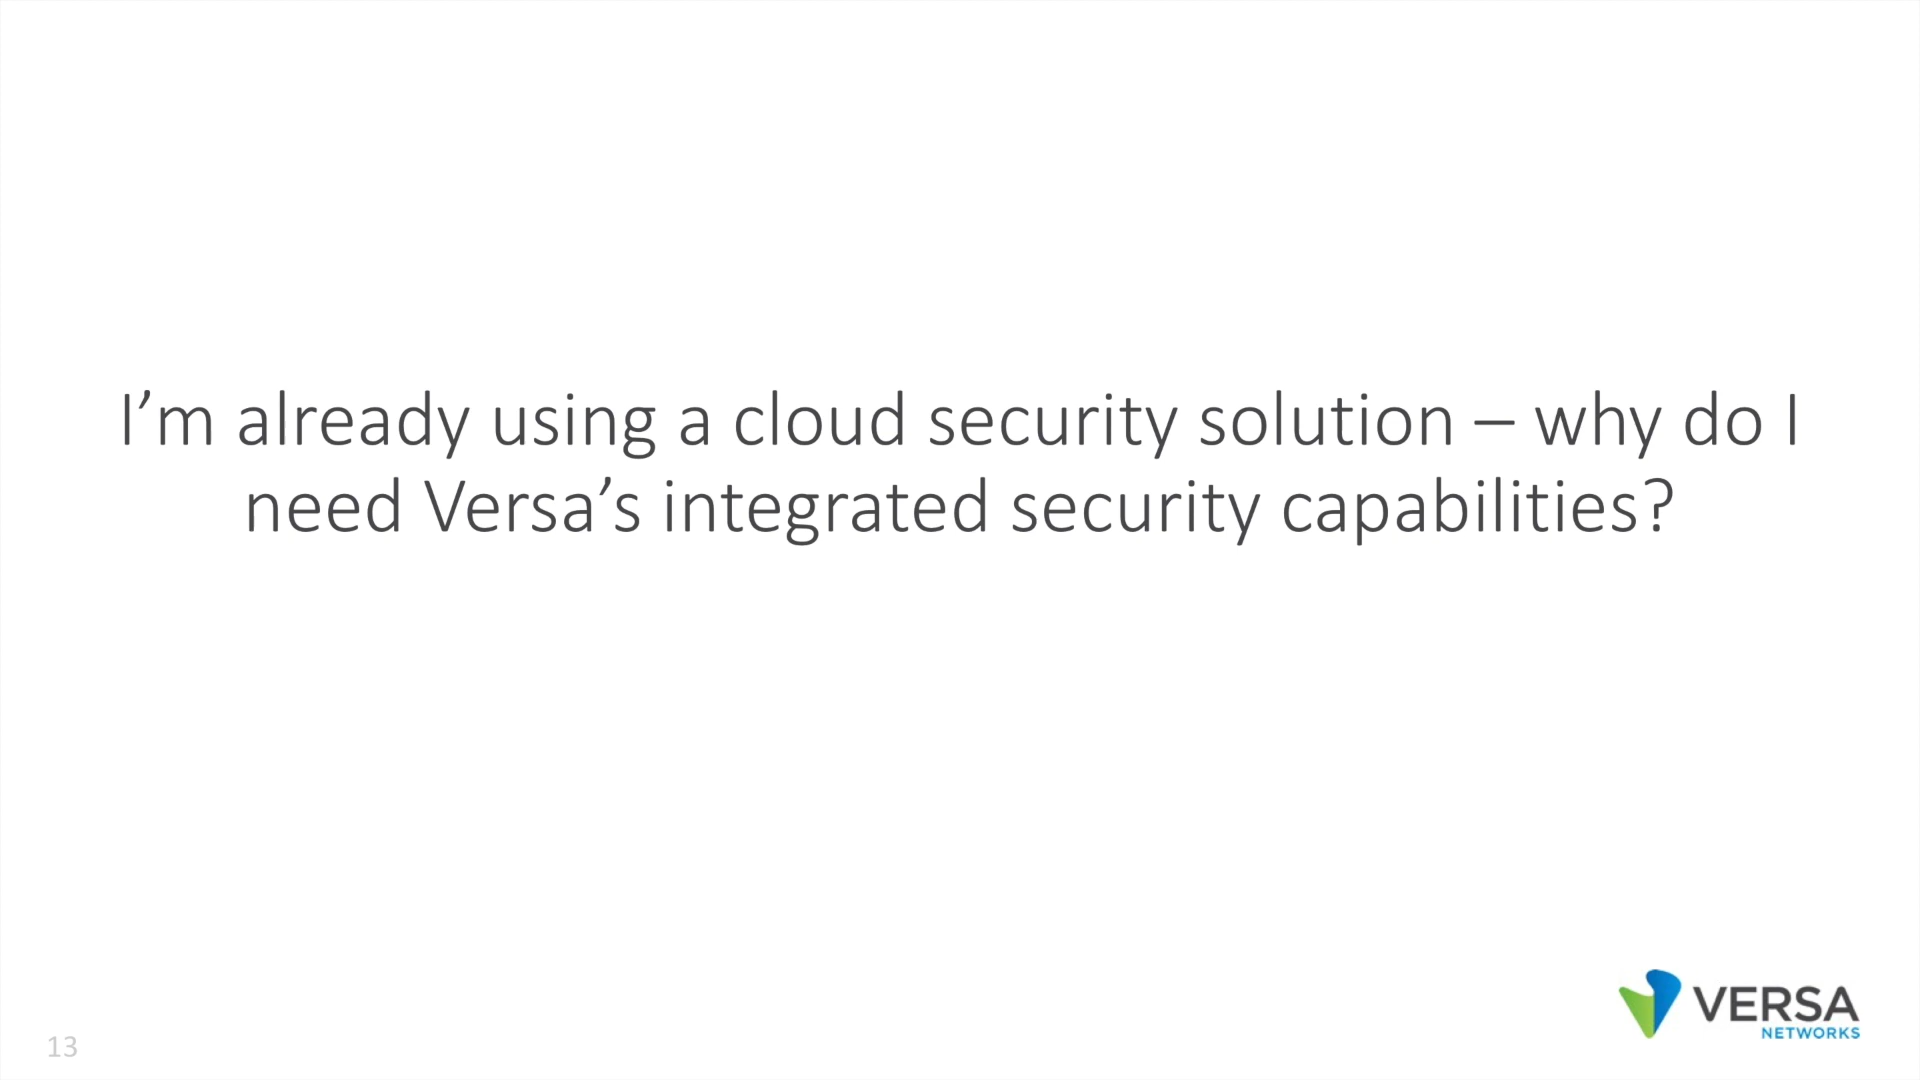 I’m already using a cloud security solution – why do I
need Versa’s integrated security capabilities?
VERSA
NETWORKS
13